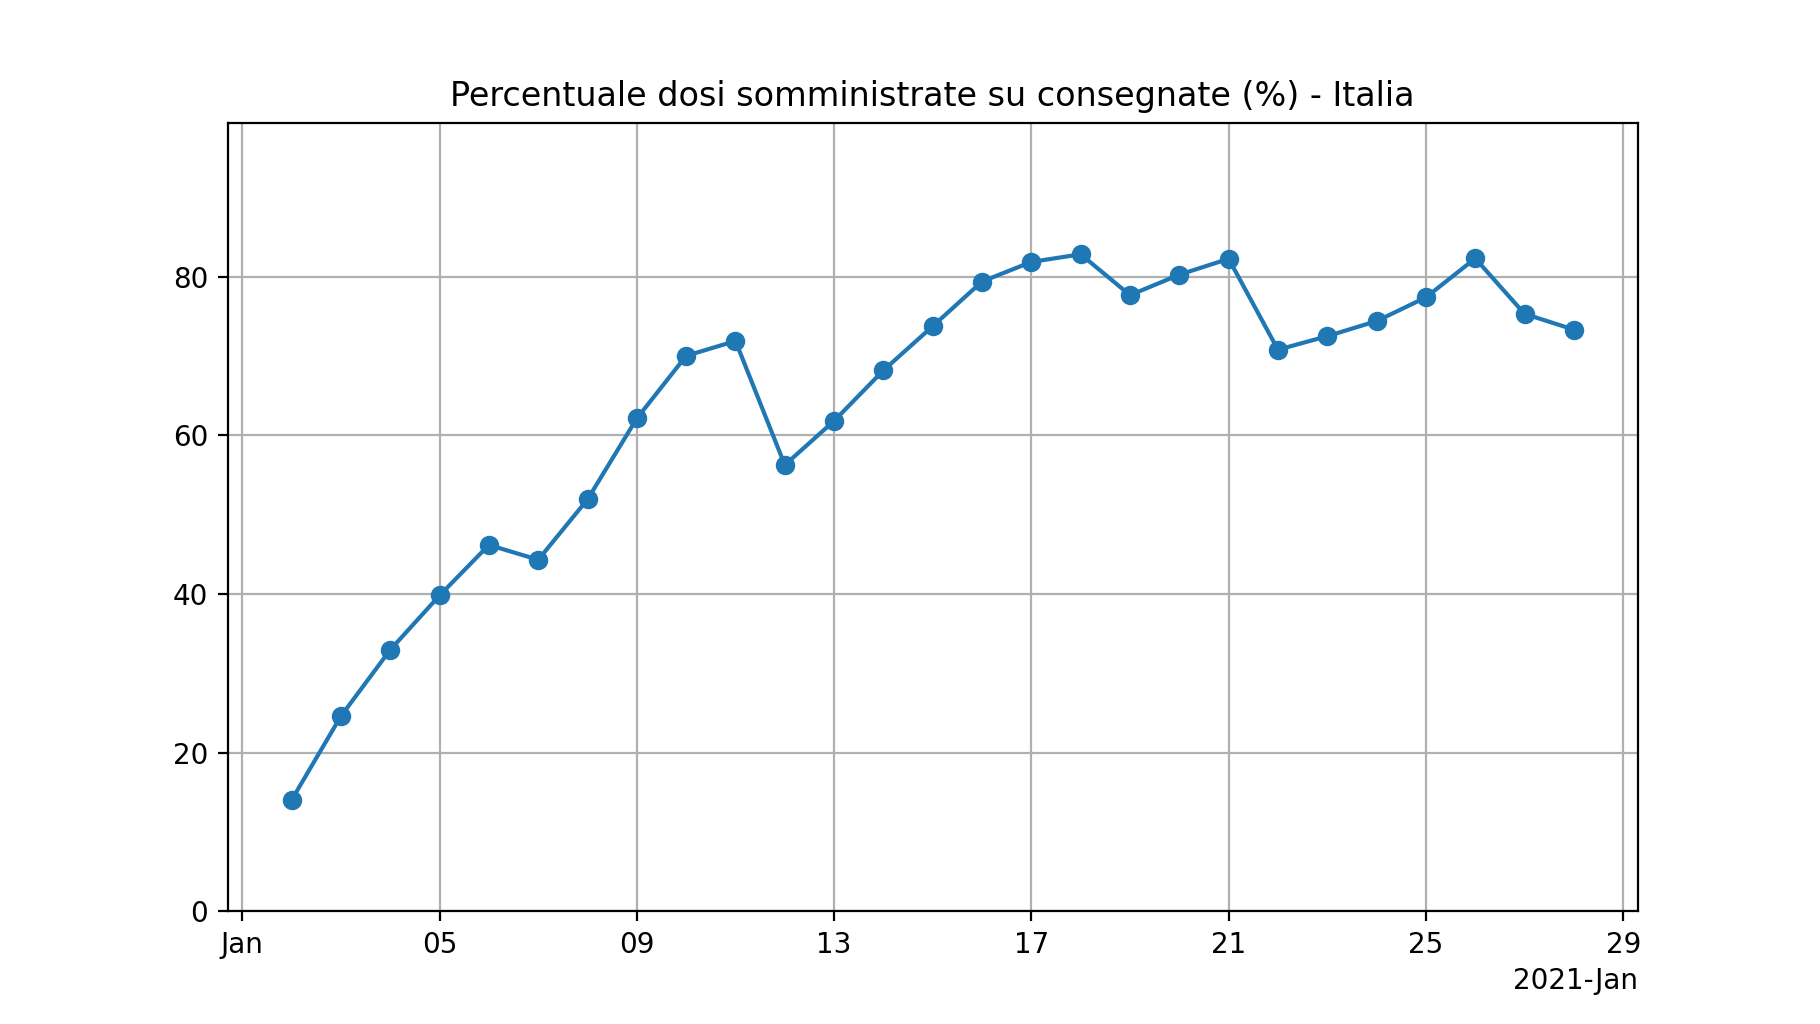 Percentuale dosi somministrate su consegnate (%) - Italia
80
60
40
20
0
Jan 05 09 13 17 21 25 29
2021-Jan